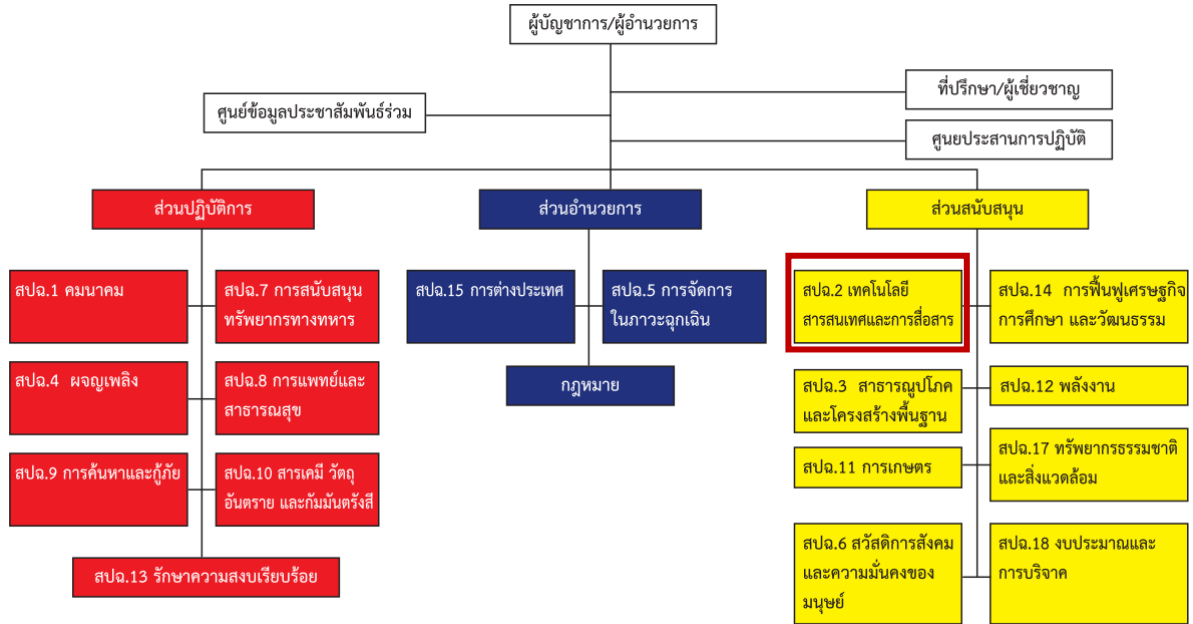 ผู้บัญชาการ/ผู้อำนวยการ
ที่ปรึกษา/ผู้เชี่ยวชาญ
ศูนย์ข้อมูลประชาสัมพันธ์ร่วม
ศูนยประสานการปฏิบัติ
ส่วนปฏิบัติการ
สปฉ.1 คมนาคม
สปฉ.7 การสนับสนุน
ทรัพยากรทางทหาร
สปฉ.4 ผจญเพลิง
สปฉ.8 การแพทย์และ
สาธารณสุข
สปฉ.9 การค้นหาและกู้ภัย
สปฉ.10 สารเคมี วัตถุ
อันตราย และกัมมันตรังสี
สปฉ.13 รักษาความสงบเรียบร้อย
ส่วนอำนวยการ
สปฉ.15 การต่างประเทศ
สปฉ.5 การจัดการ
ในภาวะฉุกเฉิน
กฎหมาย
ส่วนสนับสนุน
สปฉ.2 เทคโนโลยี
สารสนเทศและการสื่อสาร
สปฉ.14 การฟื้นฟูเศรษฐกิจ
การศึกษา และวัฒนธรรม
สปฉ.3 สาธารณูปโภค
และโครงสร้างพื้นฐาน
สปฉ.12 พลังงาน
สปฉ.11 การเกษตร
สปฉ.17 ทรัพยากรธรรมชาติ
และสิ่งแวดล้อม
สปฉ.6 สวัสดิการสังคม
และความมั่นคงของ
มนุษย์
สปฉ.18 งบประมาณและ
การบริจาค